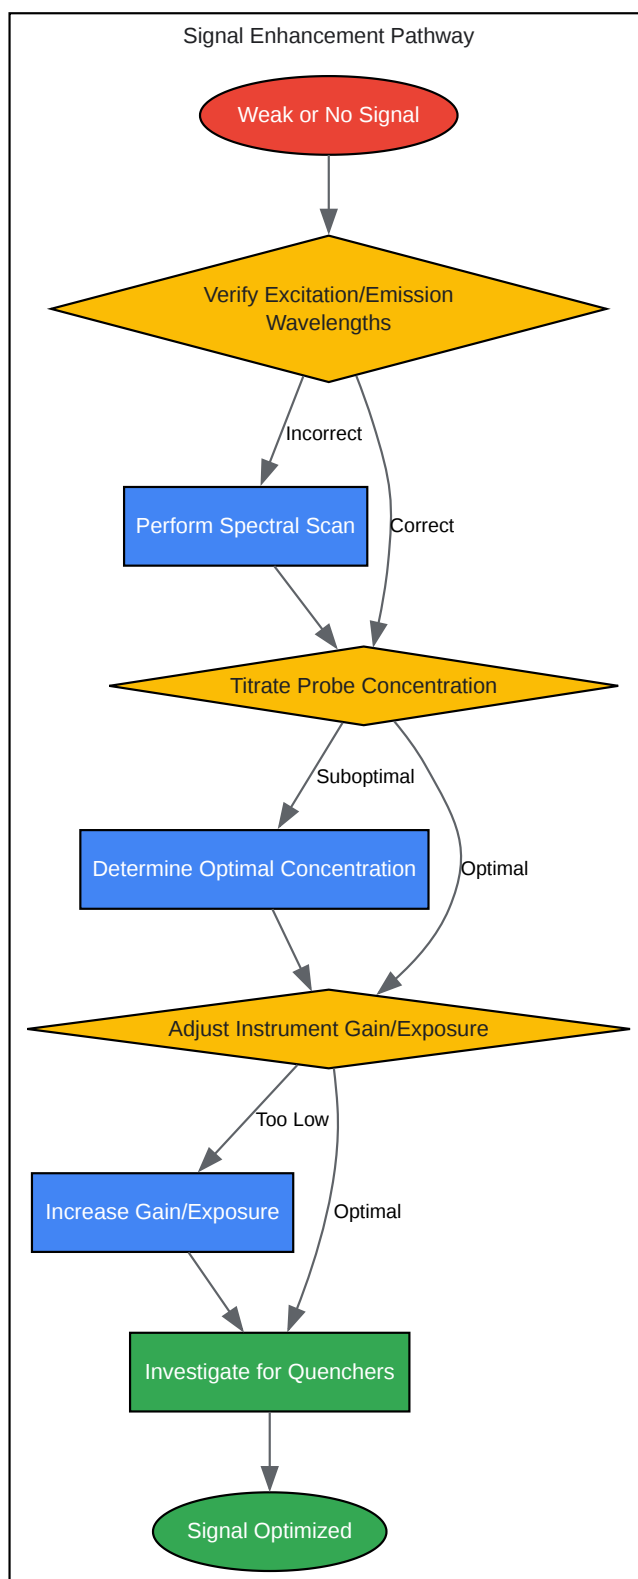 Signal Enhancement Pathway
Weak or No Signal
Verify Excitation/Emission
Wavelengths
Incorrect
Perform Spectral Scan
Correct
Titrate Probe Concentration
Suboptimal
Determine Optimal Concentration
Optimal
Adjust Instrument Gain/Exposure
Too Low
Increase Gain/Exposure
Optimal
Investigate for Quenchers
Signal Optimized